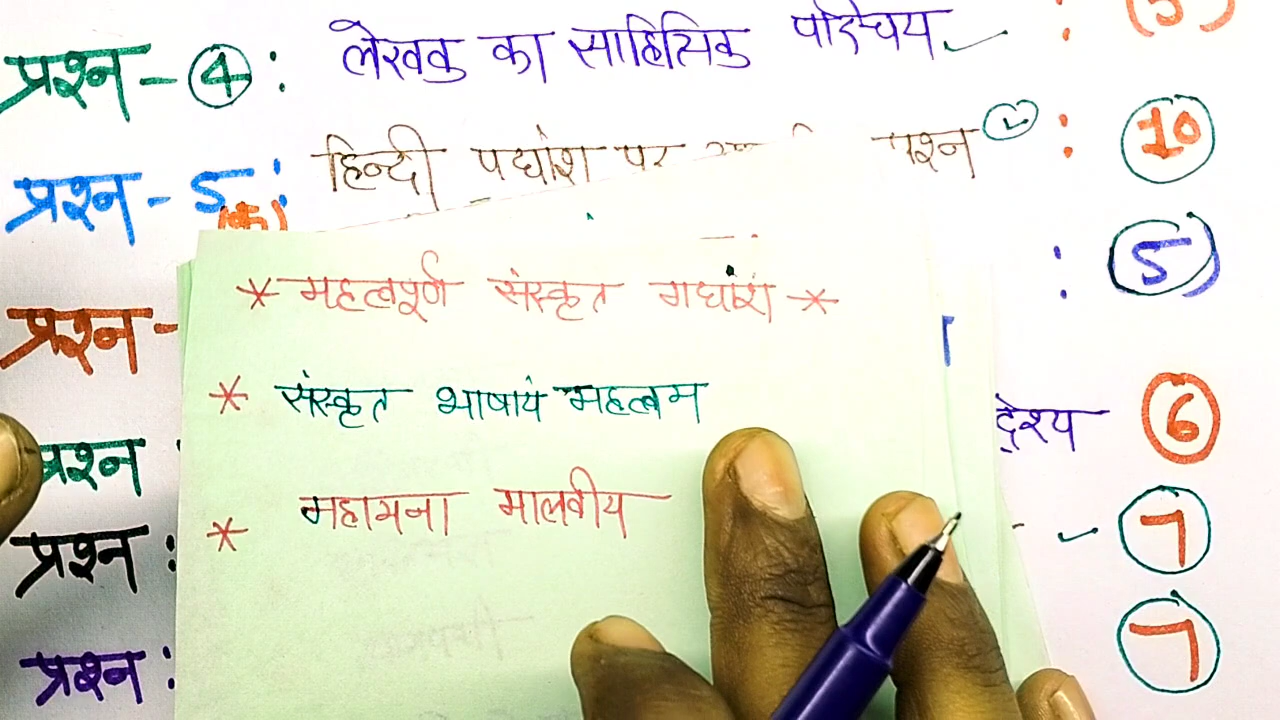 प्रश्न - 4 : लेखक का साहित्यिक परिचय : (5)
प्रश्न - 5 : हिन्दी पद्यांश पर प्रश्न : 10
(क)
: 5
* महत्वपूर्ण संस्कृत गद्यांश *
प्रश्न -
* संस्कृत भाषायं महत्वम
द्देश्य 6
प्रश्न
* महामना मालवीय
प्रश्न : - 7
प्रश्न : 7